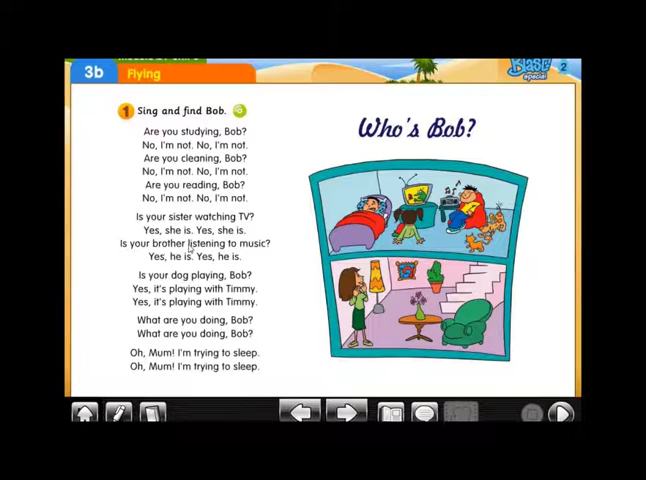 3b
Flying
Blast
special
2
1 Sing and find Bob.
Who's Bob?
Are you studying, Bob?
No, I'm not. No, I'm not.
Are you cleaning, Bob?
No, I'm not. No, I'm not.
Are you reading, Bob?
No, I'm not. No, I'm not.
Is your sister watching TV?
Yes, she is. Yes, she is.
Is your brother listening to music?
Yes, he is. Yes, he is.
Is your dog playing, Bob?
Yes, it's playing with Timmy.
Yes, it's playing with Timmy.
What are you doing, Bob?
What are you doing, Bob?
Oh, Mum! I'm trying to sleep.
Oh, Mum! I'm trying to sleep.